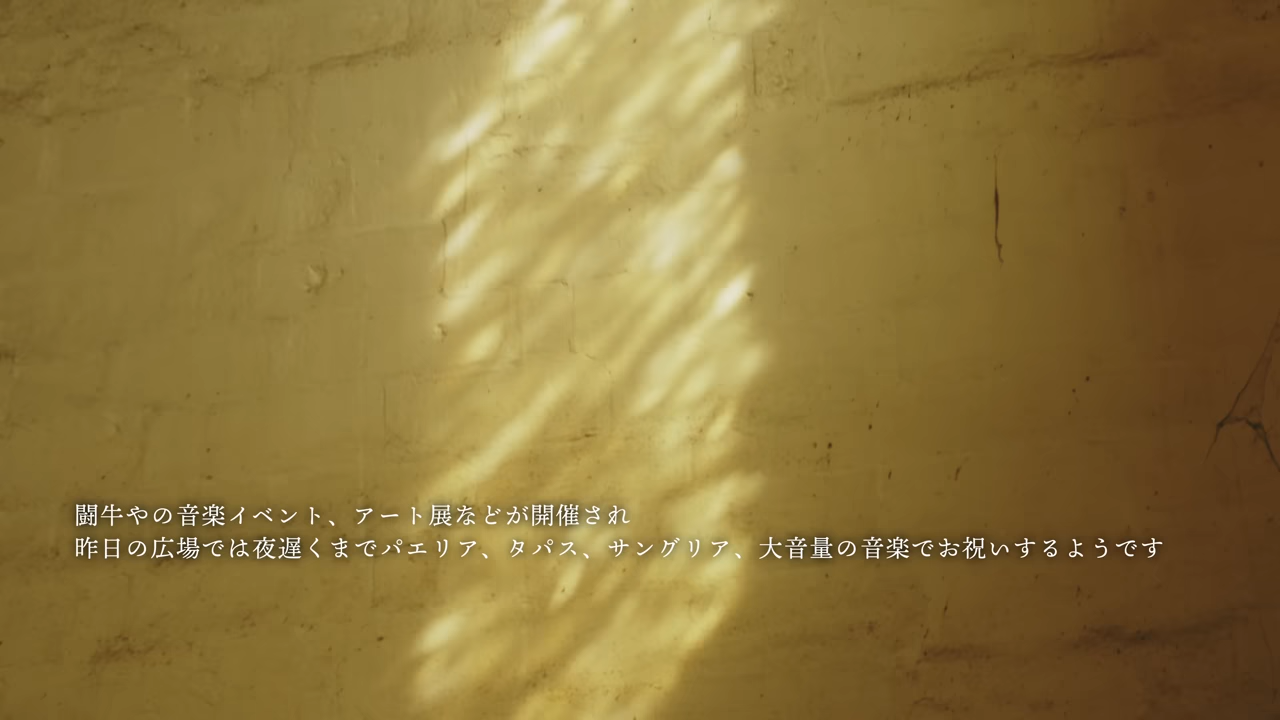 闘牛やの音楽イベント、アート展などが開催され
昨日の広場では夜遅くまでパエリア、タパス、サングリア、大音量の音楽でお祝いするようです